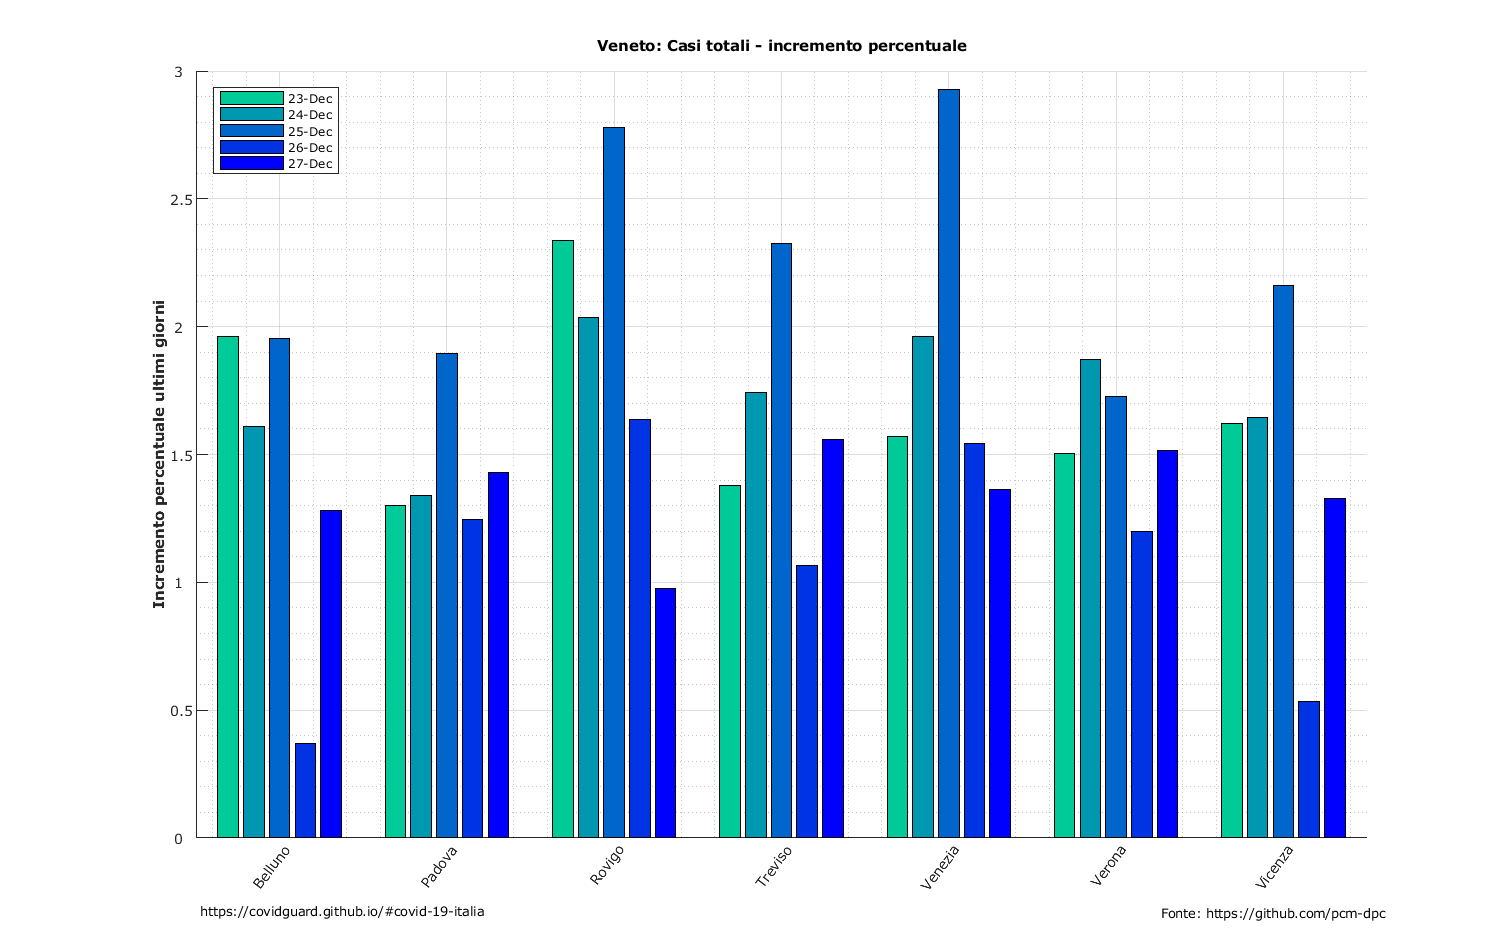 Veneto: Casi totali - incremento percentuale
3
2.5
2
1.5
1
0.5
0
Incremento percentuale ultimi giorni
23-Dec
24-Dec
25-Dec
26-Dec
27-Dec
Belluno
Padova
Rovigo
Treviso
Venezia
Verona
Vicenza
https://covidguard.github.io/#covid-19-italia
Fonte: https://github.com/pcm-dpc